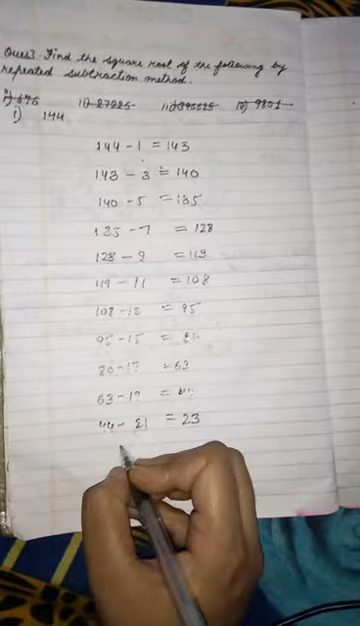 Ques3. Find the square root of the following by
repeated subtraction method.
i) 676 ii) 27225 iii) 390625 iv) 9801
i) 144
144 - 1 = 143
143 - 3 = 140
140 - 5 = 135
135 - 7 = 128
128 - 9 = 119
119 - 11 = 108
108 - 13 = 95
95 - 15 = 80
80 - 17 = 63
63 - 19 = 44
44 - 21 = 23